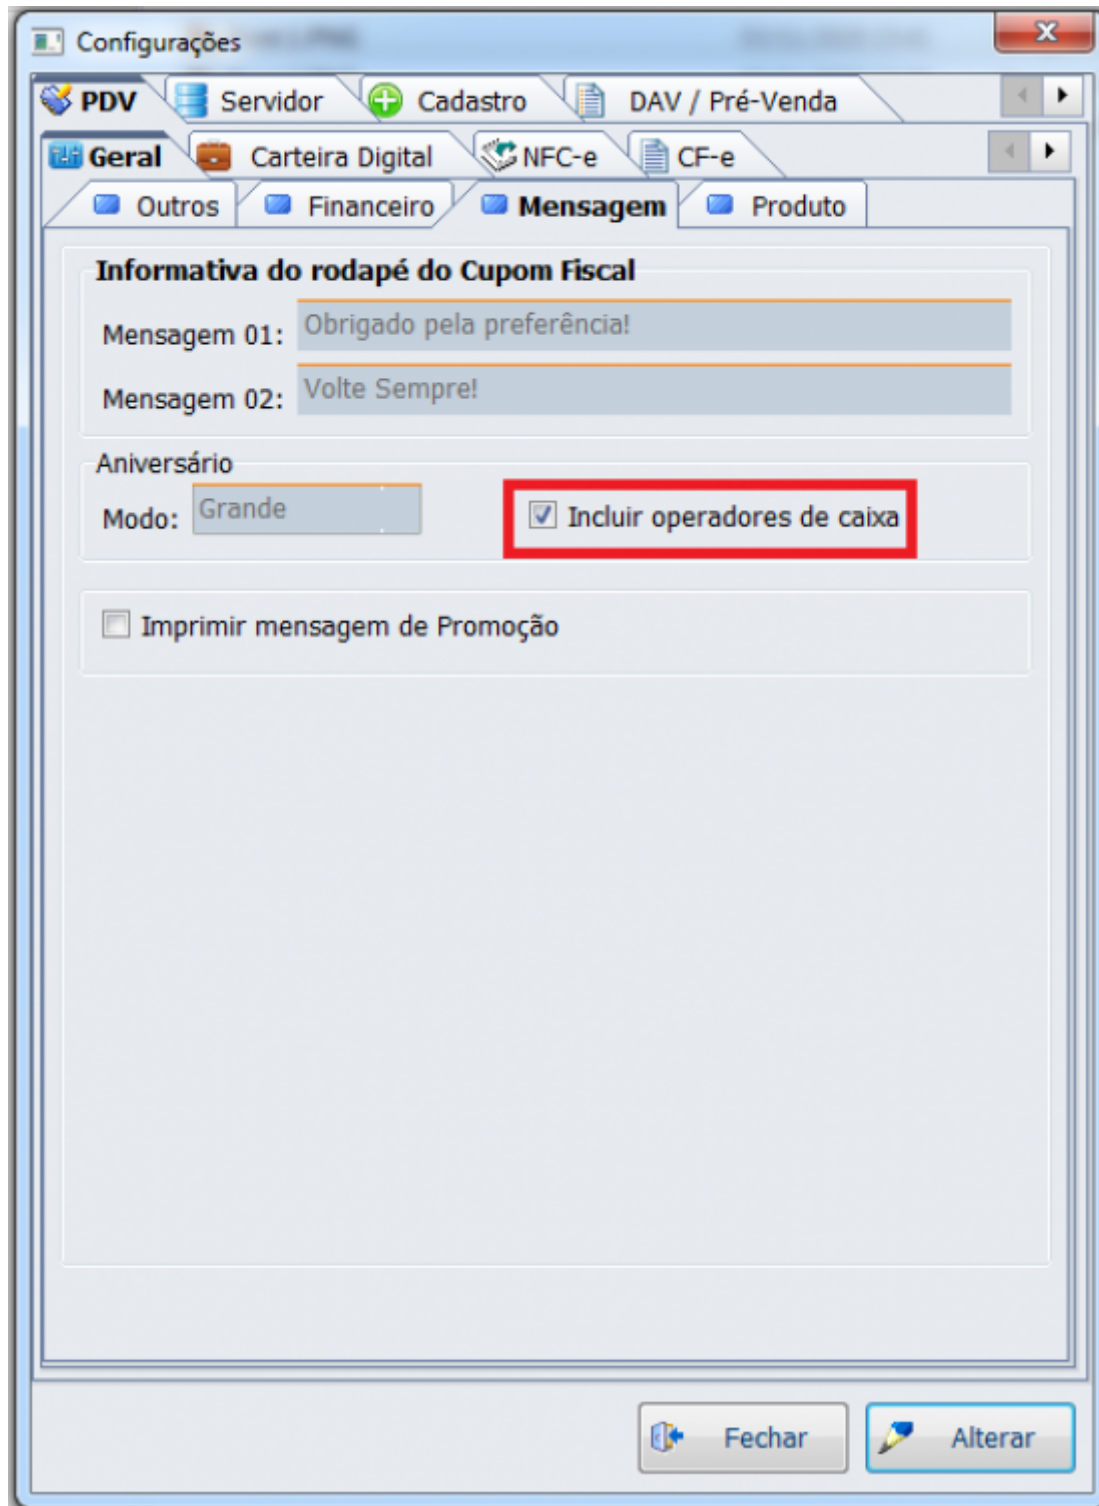 Configurações
PDV Servidor Cadastro DAV / Pré-Venda
Geral Carteira Digital NFC-e CF-e
Outros Financeiro Mensagem Produto
Informativa do rodapé do Cupom Fiscal
Mensagem 01: Obrigado pela preferência!
Mensagem 02: Volte Sempre!
Aniversário
Modo: Grande Incluir operadores de caixa
Imprimir mensagem de Promoção
Fechar Alterar